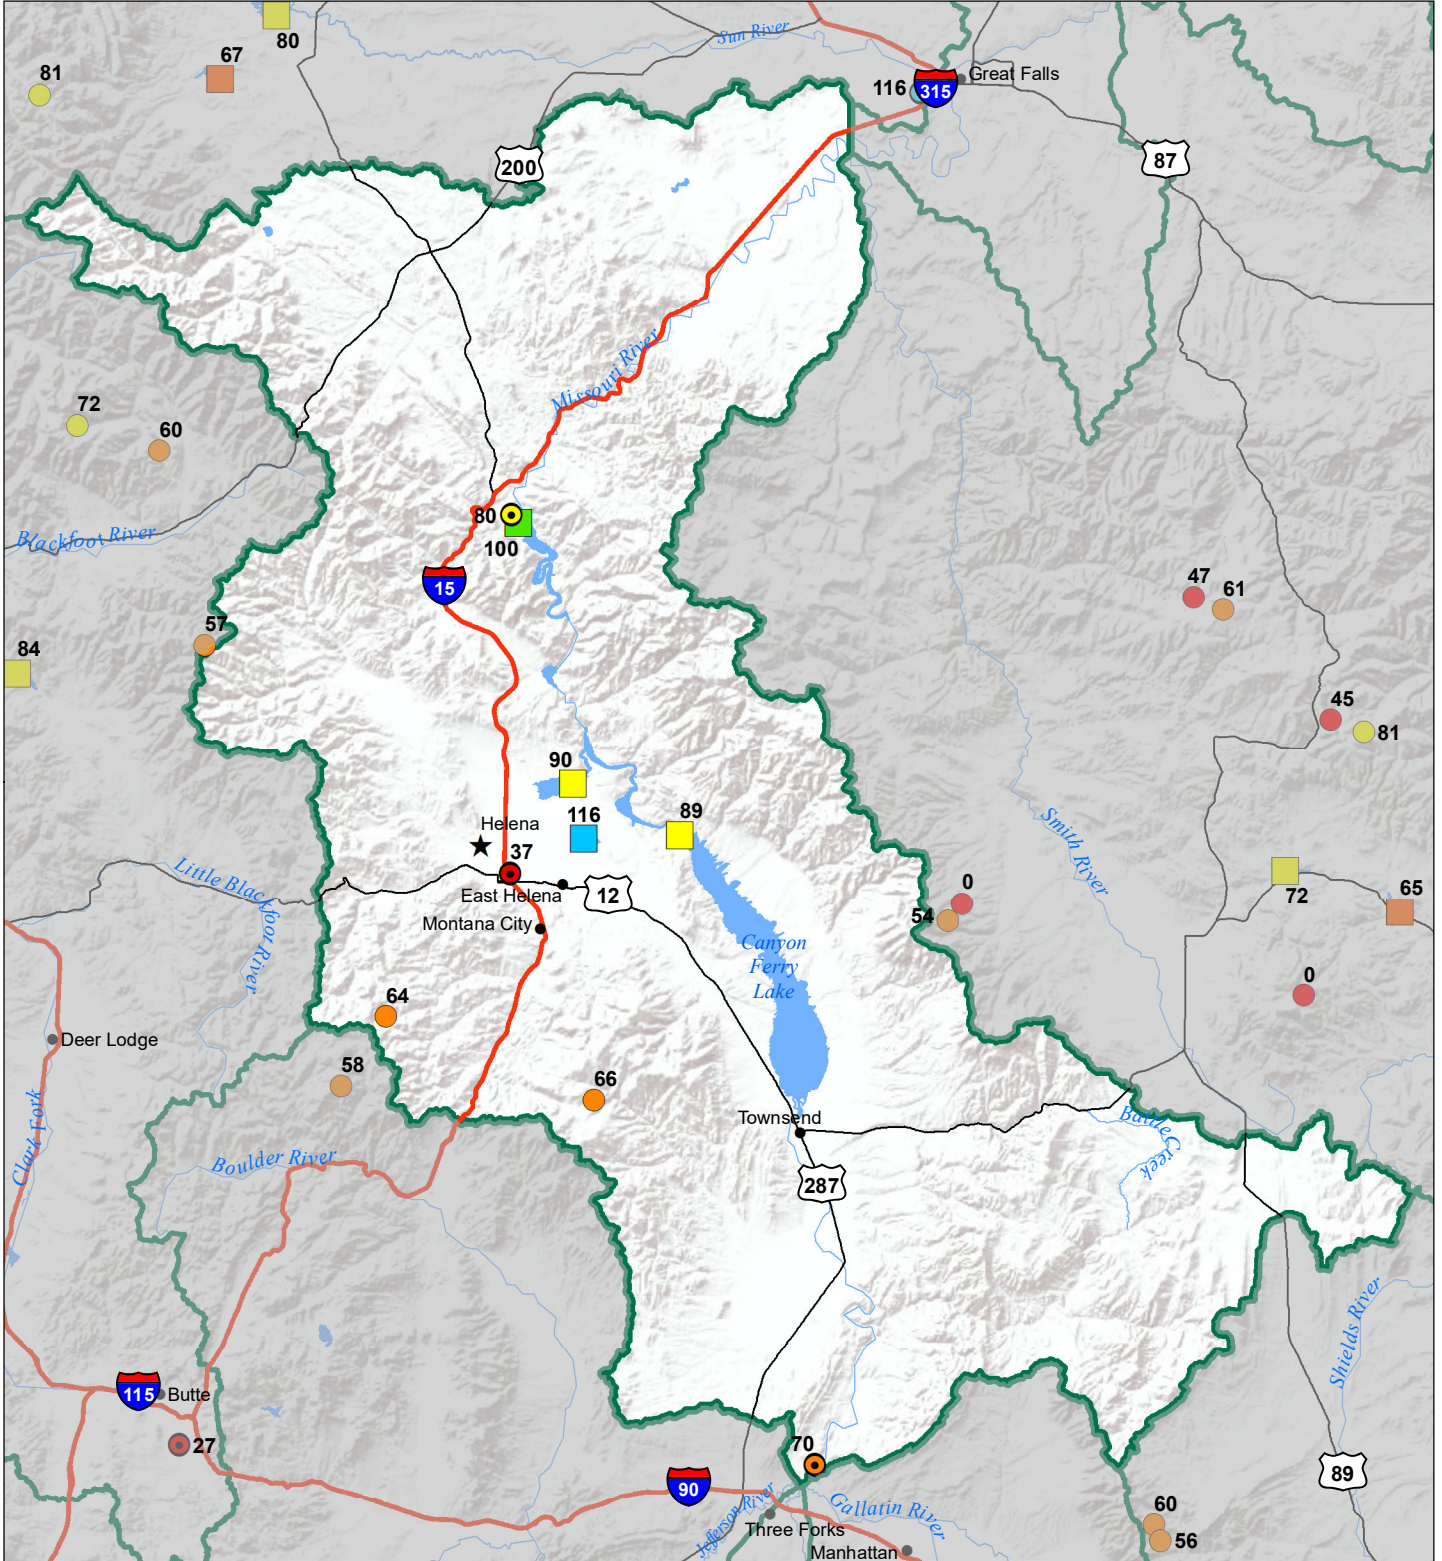 80
67
81
Sun River
116
315
Great Falls
200
87
Missouri River
72
60
80
100
Blackfoot River
15
47
61
57
84
45
81
90
116
89
Helena
37
Smith River
Little Blackfoot River
East Helena
12
0
54
72
65
Montana City
Canyon
Ferry
Lake
0
64
Deer Lodge
58
66
Clark Fork
Townsend
Battle Creek
Boulder River
287
Shields River
115
Butte
27
70
90
89
Jefferson River
Gallatin River
Three Forks
Manhattan
60
56